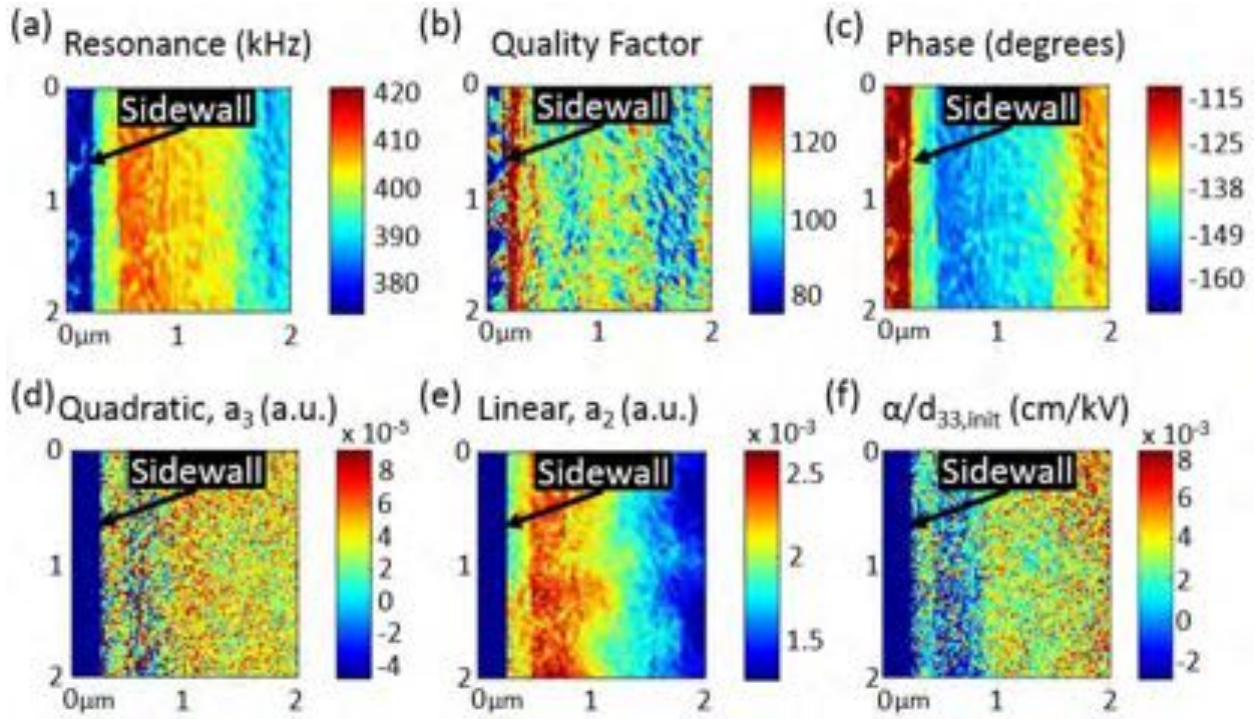 (a) Resonance (kHz)
0
1
2
0μm 1 2
Sidewall
420
410
400
390
380
(b) Quality Factor
0μm 1 2
Sidewall
120
100
80
(c) Phase (degrees)
0
1
2
0μm 1 2
Sidewall
-115
-125
-138
-149
-160
(d) Quadratic, a₃ (a.u.)
x 10⁻⁵
0
1
2
0μm 1 2
Sidewall
8
6
4
2
0
-2
-4
(e) Linear, a₂ (a.u.)
x 10⁻³
0
1
2
0μm 1 2
Sidewall
2.5
2
1.5
(f) α/d₃₃,init (cm/kV)
x 10⁻³
0
1
2
0μm 1 2
Sidewall
8
6
4
2
0
-2